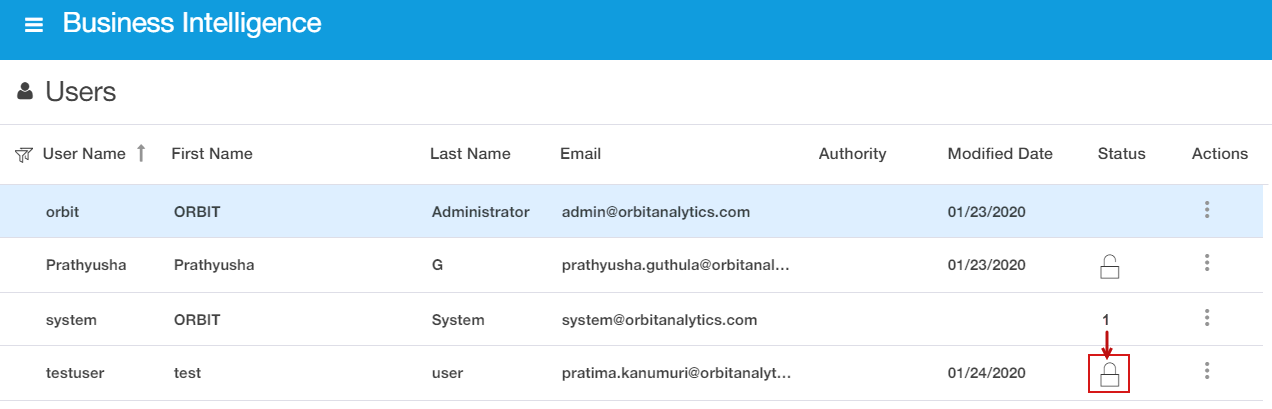 Business Intelligence
Users
User Name First Name Last Name Email Authority Modified Date Status Actions
orbit ORBIT Administrator admin@orbitanalytics.com 01/23/2020
Prathyusha Prathyusha G prathyusha.guthula@orbitanal... 01/23/2020
system ORBIT System system@orbitanalytics.com 1
testuser test user pratima.kanumuri@orbitanalyt... 01/24/2020